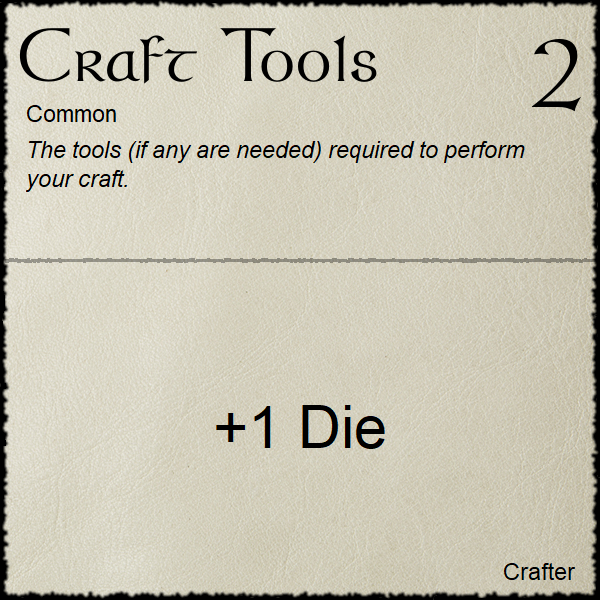 Craft Tools
2
Common
The tools (if any are needed) required to perform
your craft.
+1 Die
Crafter